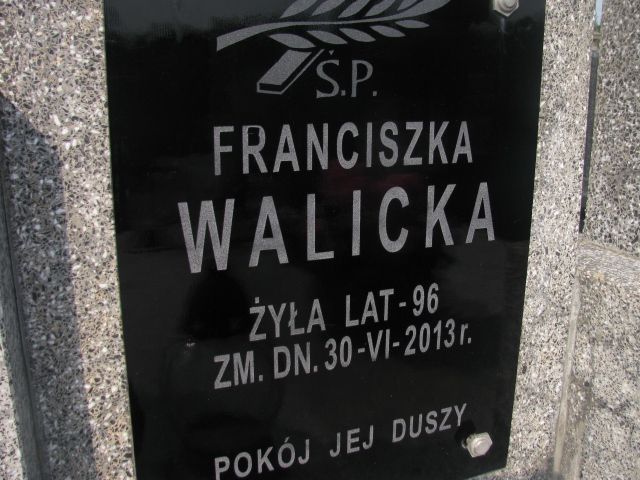 Ś.P.
FRANCISZKA
WALICKA
ŻYŁA LAT-96
ZM. DN. 30-VI-2013 r.
POKÓJ JEJ DUSZY